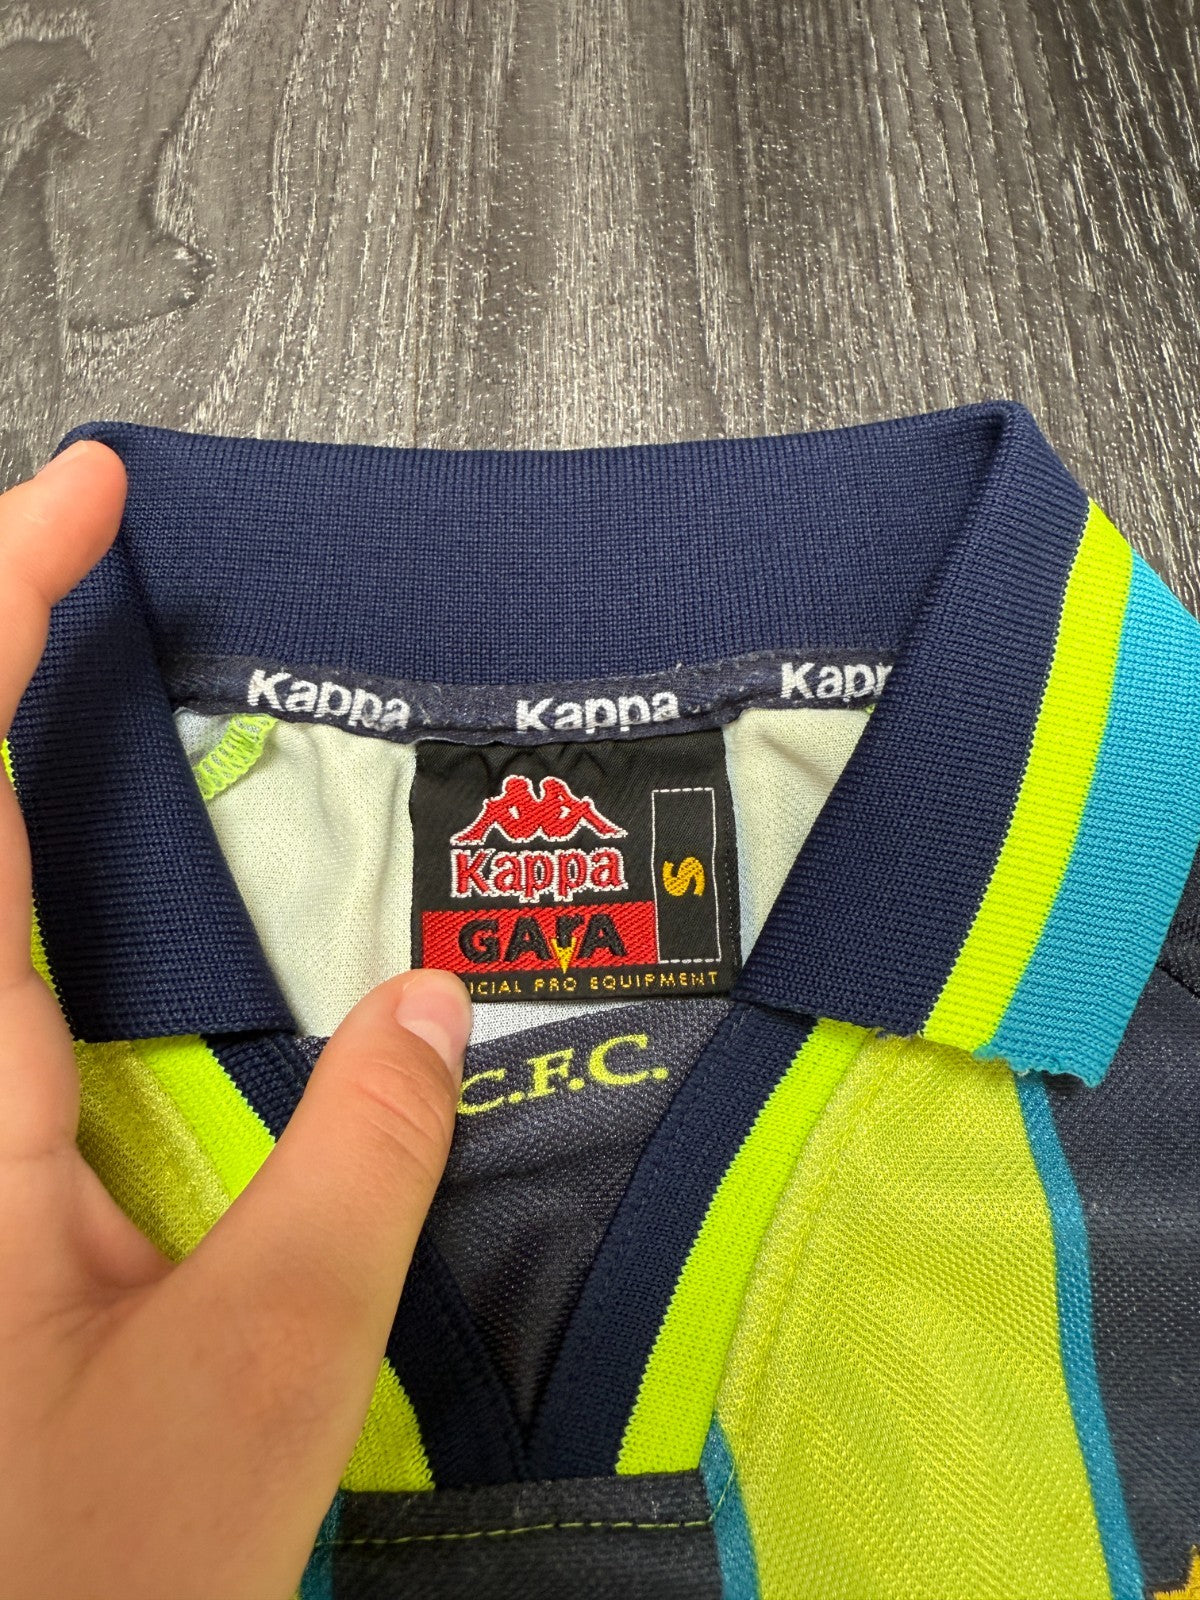 Kappa Kappa Kapp
Kappa
GArA
S
ICIAL PRO EQUIPMENT
C.F.C.